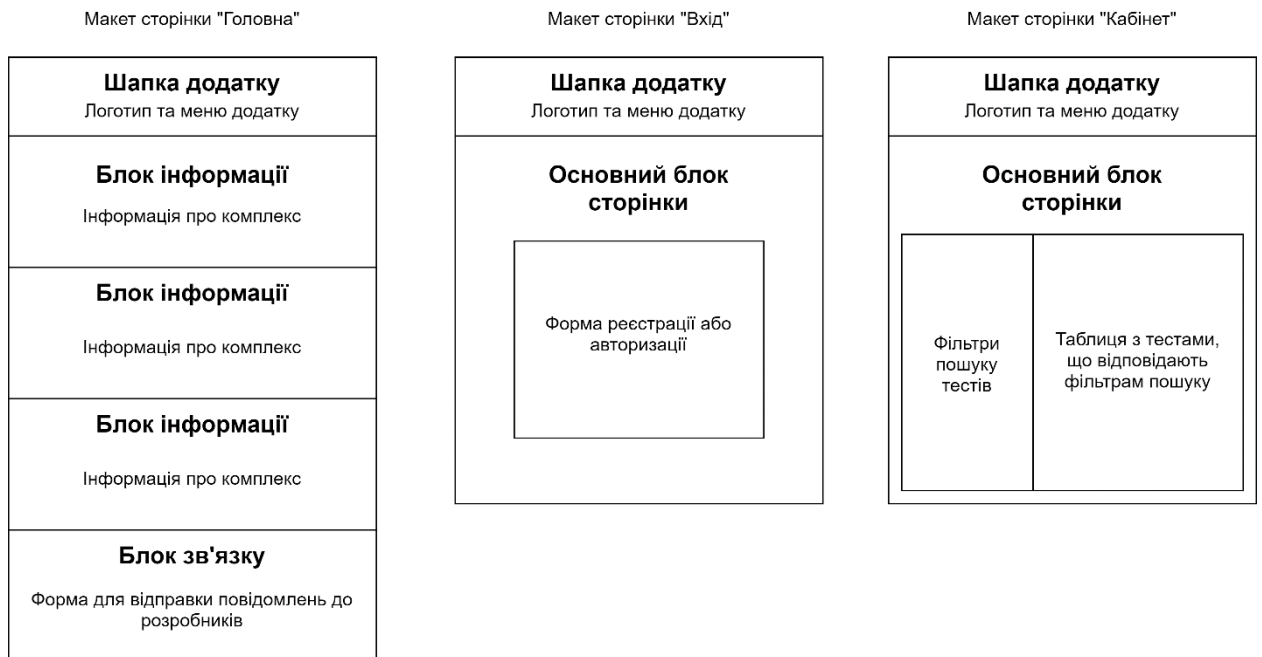 Макет сторінки "Головна"
Шапка додатку
Логотип та меню додатку
Блок інформації
Інформація про комплекс
Блок інформації
Інформація про комплекс
Блок інформації
Інформація про комплекс
Блок зв'язку
Форма для відправки повідомлень до
розробників
Макет сторінки "Вхід"
Шапка додатку
Логотип та меню додатку
Основний блок
сторінки
Форма реєстрації або
авторизації
Макет сторінки "Кабінет"
Шапка додатку
Логотип та меню додатку
Основний блок
сторінки
Фільтри
пошуку
тестів
Таблиця з тестами,
що відповідають
фільтрам пошуку